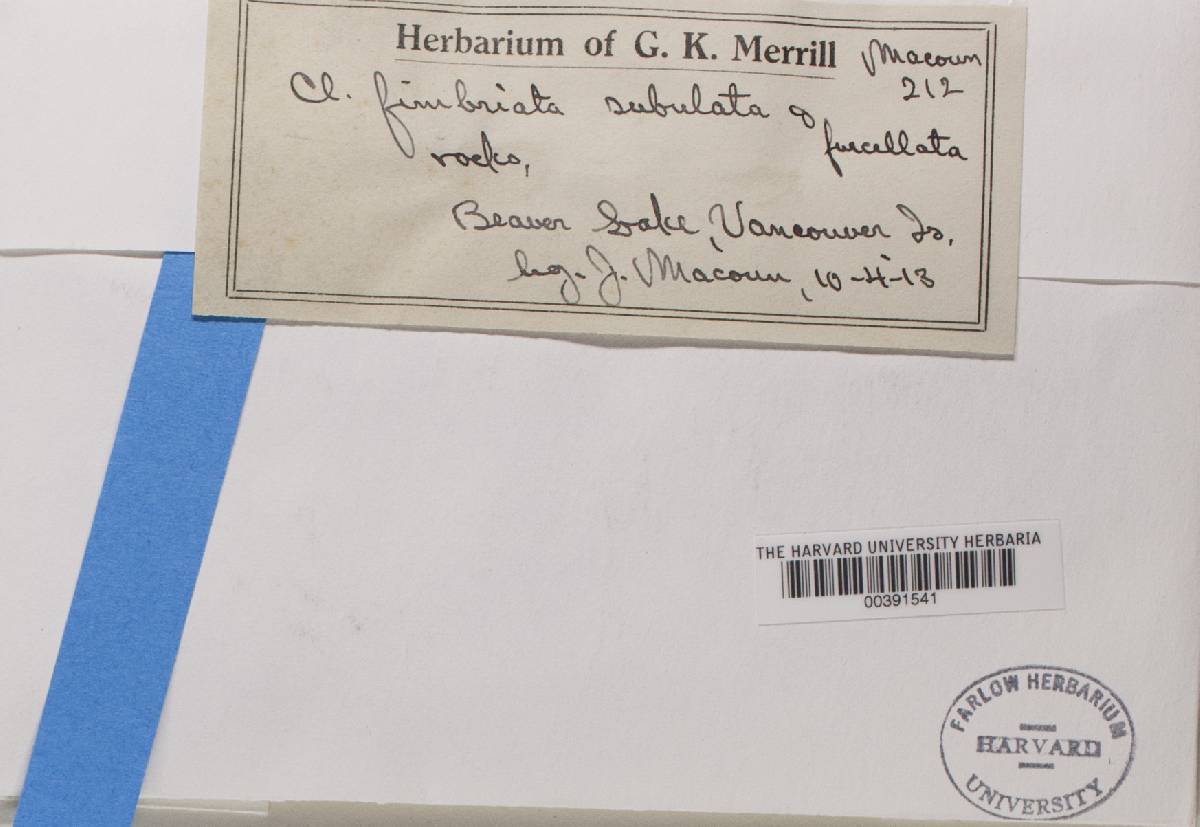 Herbarium of G. K. Merrill
Macoum
212
Cl. fimbriata subulata &
furcellata
rocks,
Beaver Lake, Vancouver Is.
leg. J. Macoun, 10-4-13
THE HARVARD UNIVERSITY HERBARIA
00391541
FARLOW HERBARIUM
HARVARD
UNIVERSITY